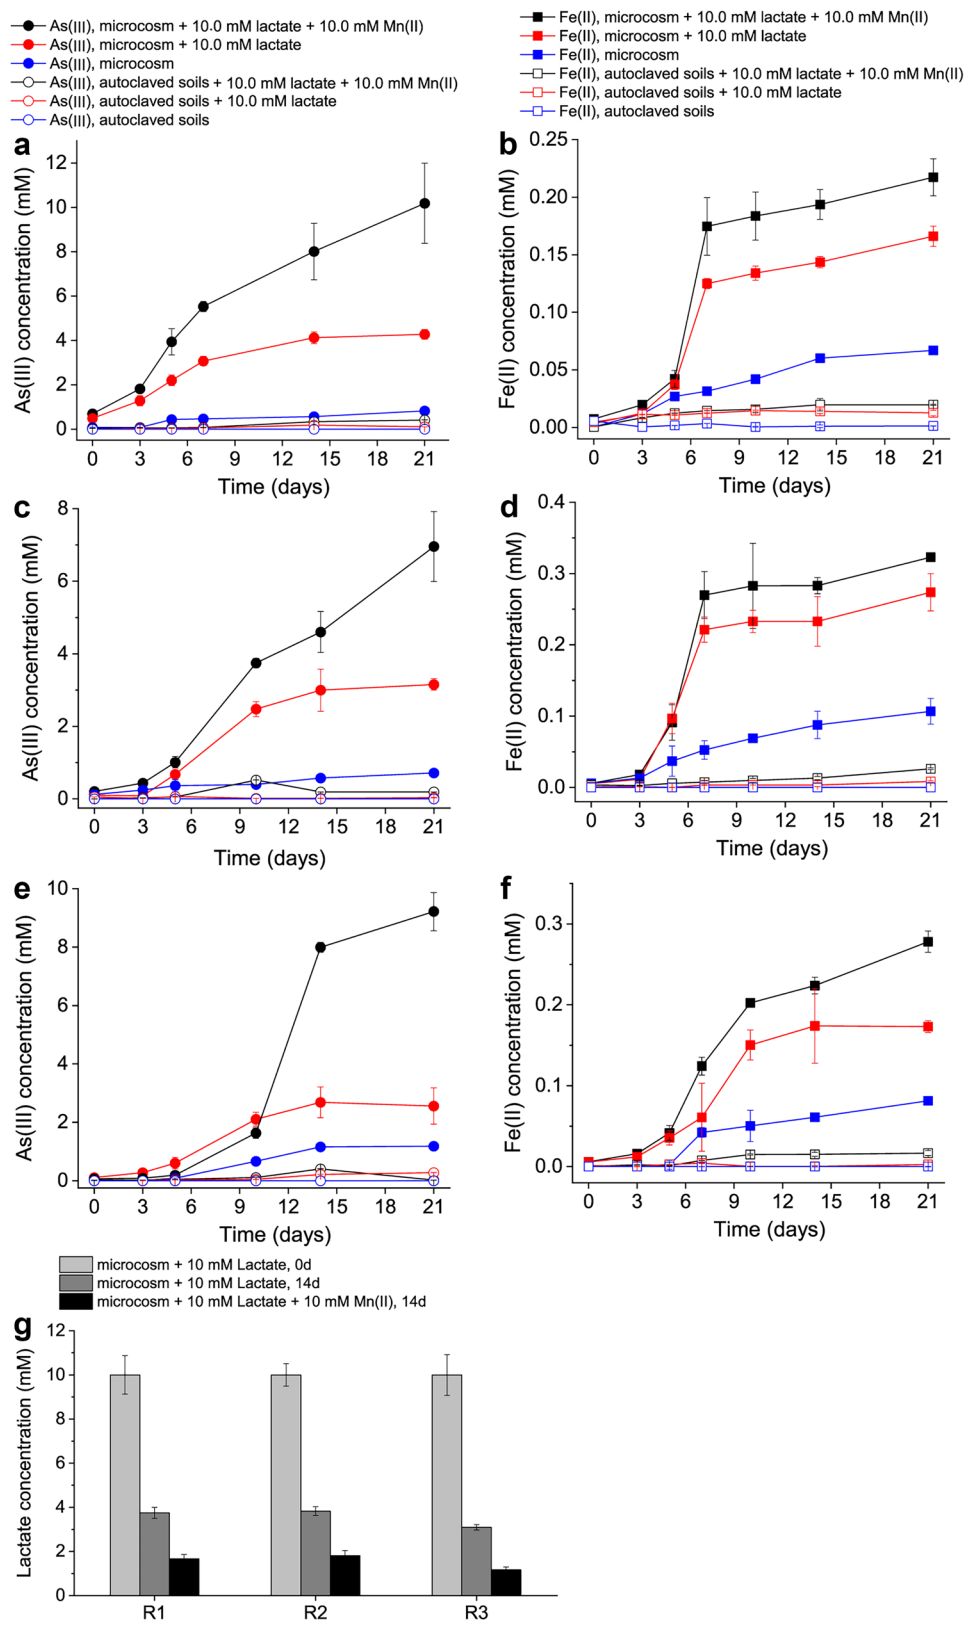 As(III), microcosm + 10.0 mM lactate + 10.0 mM Mn(II)
As(III), microcosm + 10.0 mM lactate
As(III), microcosm
As(III), autoclaved soils + 10.0 mM lactate + 10.0 mM Mn(II)
As(III), autoclaved soils + 10.0 mM lactate
As(III), autoclaved soils
Fe(II), microcosm + 10.0 mM lactate + 10.0 mM Mn(II)
Fe(II), microcosm + 10.0 mM lactate
Fe(II), microcosm
Fe(II), autoclaved soils + 10.0 mM lactate + 10.0 mM Mn(II)
Fe(II), autoclaved soils + 10.0 mM lactate
Fe(II), autoclaved soils
a
As(III) concentration (mM)
12
10
8
6
4
2
0
0 3 6 9 12 15 18 21
Time (days)
b
Fe(II) concentration (mM)
0.25
0.20
0.15
0.10
0.05
0.00
0 3 6 9 12 15 18 21
Time (days)
c
As(III) concentration (mM)
8
6
4
2
0
0 3 6 9 12 15 18 21
Time (days)
d
Fe(II) concentration (mM)
0.4
0.3
0.2
0.1
0.0
0 3 6 9 12 15 18 21
Time (days)
e
As(III) concentration (mM)
10
8
6
4
2
0
0 3 6 9 12 15 18 21
Time (days)
f
Fe(II) concentration (mM)
0.3
0.2
0.1
0.0
0 3 6 9 12 15 18 21
Time (days)
microcosm + 10 mM Lactate, 0d
microcosm + 10 mM Lactate, 14d
microcosm + 10 mM Lactate + 10 mM Mn(II), 14d
g
Lactate concentration (mM)
12
10
8
6
4
2
0
R1 R2 R3